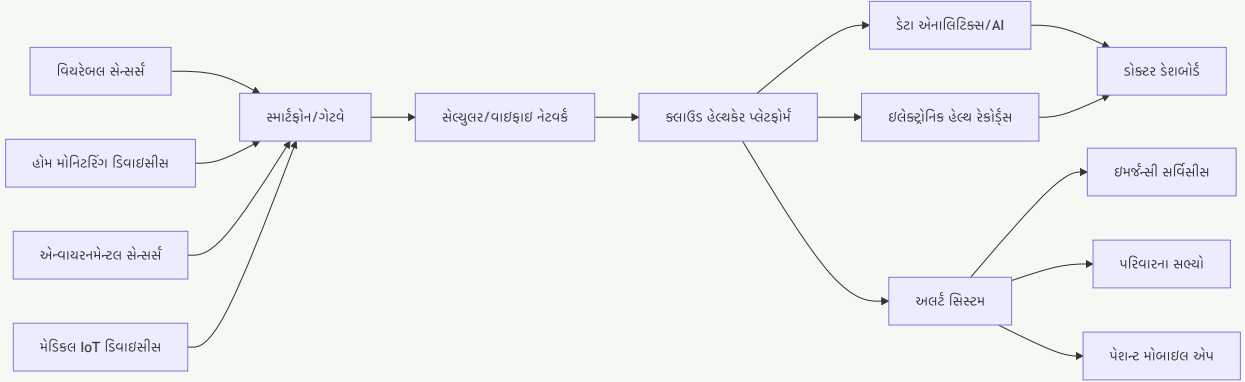 વિયરેબલ સેન્સર્સ
હોમ મોનિટરિંગ ડિવાઇસીસ
એન્વાયરનમેન્ટલ સેન્સર્સ
મેડિકલ IoT ડિવાઇસીસ
સ્માર્ટફોન/ગેટવે
સેલ્યુલર/વાઇફાઇ નેટવર્ક
ક્લાઉડ હેલ્થકેર પ્લેટફોર્મ
ડેટા એનાલિટિક્સ/AI
ઇલેક્ટ્રોનિક હેલ્થ રેકોર્ડ્સ
અલર્ટ સિસ્ટમ
ડોક્ટર ડેશબોર્ડ
ઇમર્જન્સી સર્વિસીસ
પરિવારના સભ્યો
પેશન્ટ મોબાઇલ એપ